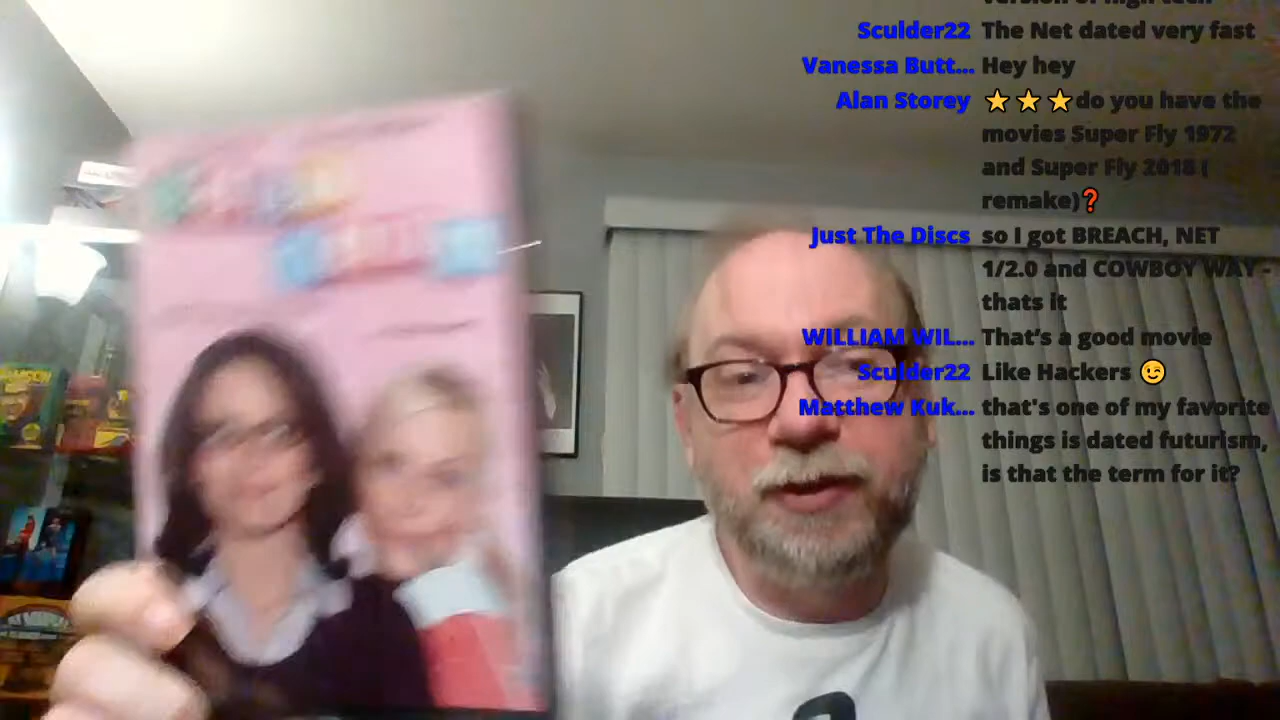 Sculder22 The Net dated very fast
Vanessa Butt... Hey hey
Alan Storey ⭐⭐⭐do you have the
movies Super Fly 1972
and Super Fly 2018 (
remake)❓
Just The Discs so I got BREACH, NET
1/2.0 and COWBOY WAY -
thats it
WILLIAM WIL... That's a good movie
Sculder22 Like Hackers 😉
Matthew Kuk... that's one of my favorite
things is dated futurism,
is that the term for it?